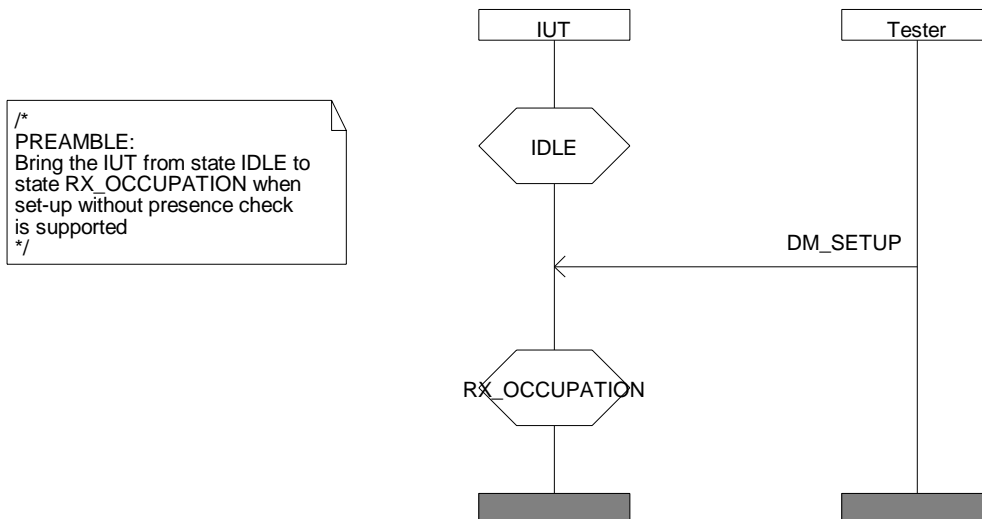 IUT
Tester
/*
PREAMBLE:
Bring the IUT from state IDLE to
state RX_OCCUPATION when
set-up without presence check
is supported
*/
IDLE
DM_SETUP
RX_OCCUPATION